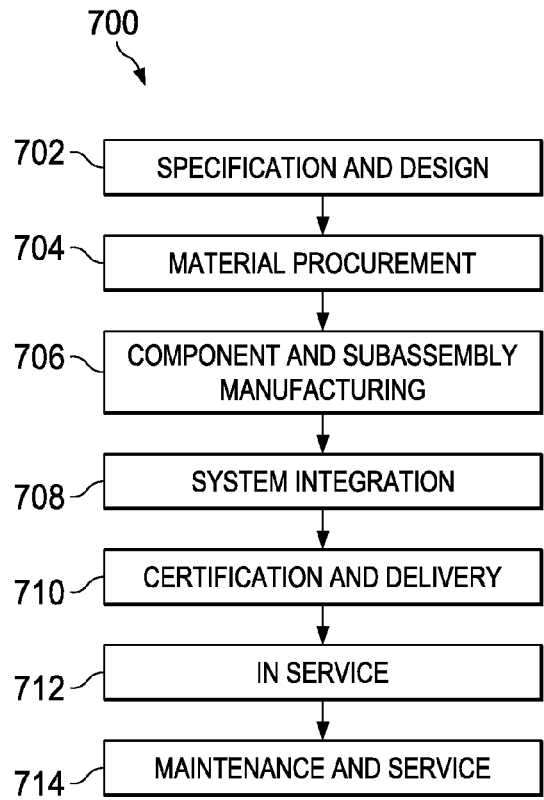 700
702
SPECIFICATION AND DESIGN
704
MATERIAL PROCUREMENT
706
COMPONENT AND SUBASSEMBLY
MANUFACTURING
708
SYSTEM INTEGRATION
710
CERTIFICATION AND DELIVERY
712
IN SERVICE
714
MAINTENANCE AND SERVICE